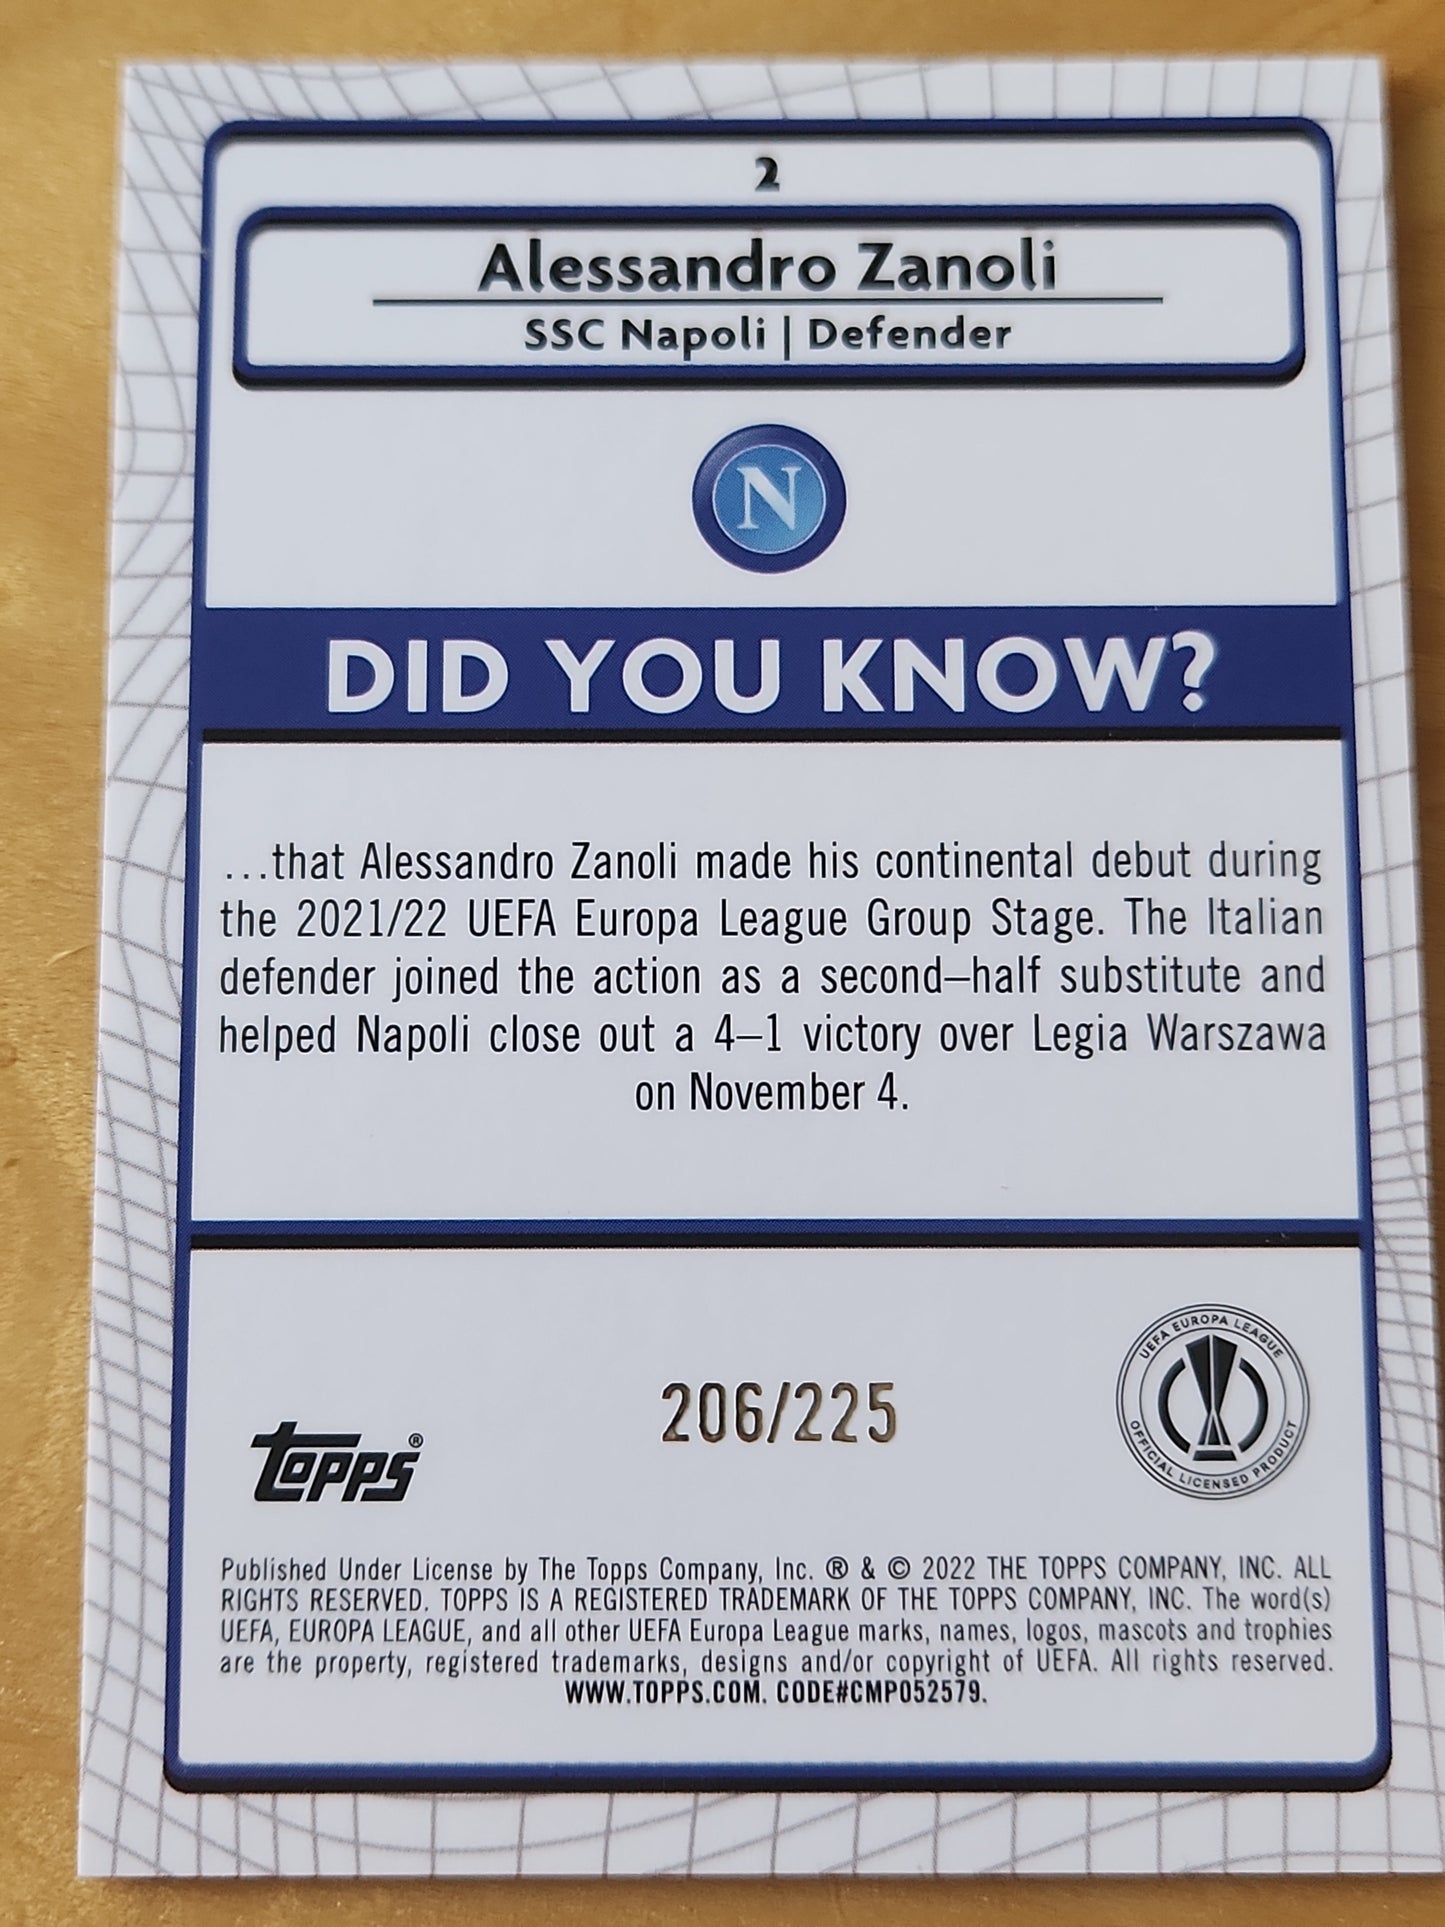 2
Alessandro Zanoli
SSC Napoli | Defender
N
DID YOU KNOW?
...that Alessandro Zanoli made his continental debut during
the 2021/22 UEFA Europa League Group Stage. The Italian
defender joined the action as a second–half substitute and
helped Napoli close out a 4–1 victory over Legia Warszawa
on November 4.
206/225
UEFA EUROPA LEAGUE
OFFICIAL LICENSED PRODUCT
topps®
Published Under License by The Topps Company, Inc. ® & © 2022 THE TOPPS COMPANY, INC. ALL
RIGHTS RESERVED. TOPPS IS A REGISTERED TRADEMARK OF THE TOPPS COMPANY, INC. The word(s)
UEFA, EUROPA LEAGUE, and all other UEFA Europa League marks, names, logos, mascots and trophies
are the property, registered trademarks, designs and/or copyright of UEFA. All rights reserved.
WWW.TOPPS.COM. CODE#CMP052579.